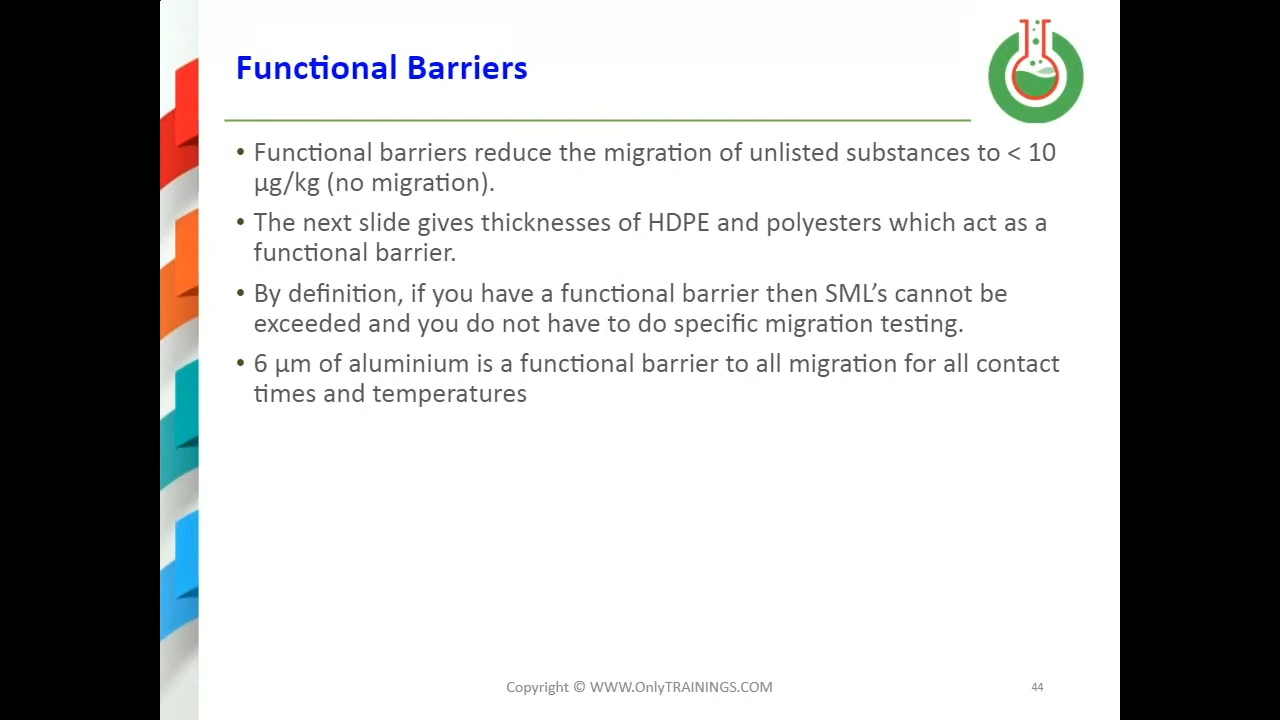 Functional Barriers
• Functional barriers reduce the migration of unlisted substances to < 10
µg/kg (no migration).
• The next slide gives thicknesses of HDPE and polyesters which act as a
functional barrier.
• By definition, if you have a functional barrier then SML’s cannot be
exceeded and you do not have to do specific migration testing.
• 6 µm of aluminium is a functional barrier to all migration for all contact
times and temperatures
Copyright © WWW.OnlyTRAININGS.COM
44